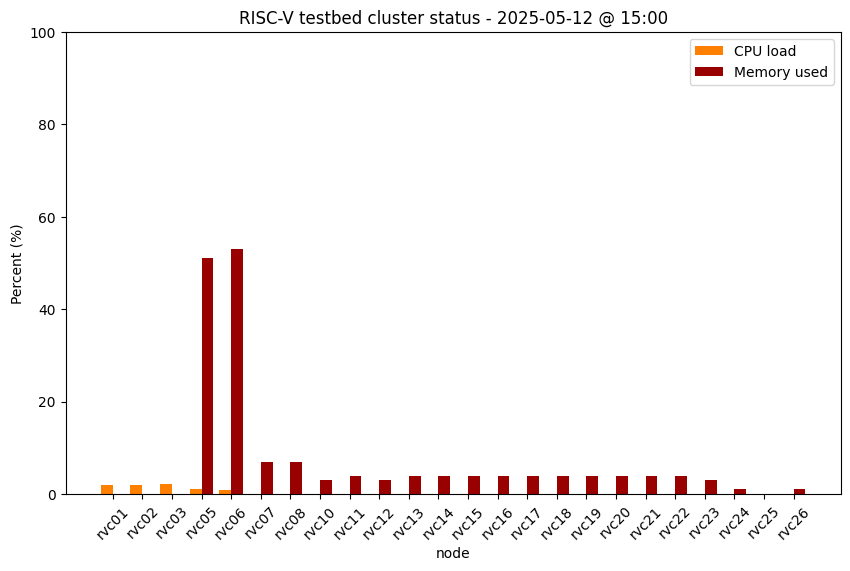 RISC-V testbed cluster status - 2025-05-12 @ 15:00
CPU load
Memory used
100
80
60
40
20
0
Percent (%)
rvc01 rvc02 rvc03 rvc05 rvc06 rvc07 rvc08 rvc10 rvc11 rvc12 rvc13 rvc14 rvc15 rvc16 rvc17 rvc18 rvc19 rvc20 rvc21 rvc22 rvc23 rvc24 rvc25 rvc26
node